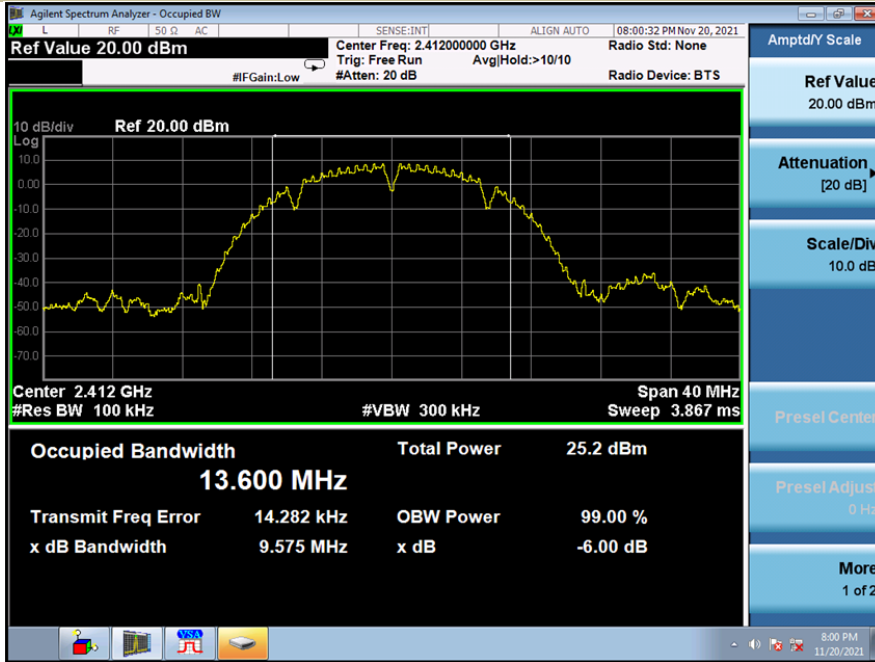 Agilent Spectrum Analyzer - Occupied BW
LXI L RF 50 Ω AC SENSE:INT ALIGN AUTO 08:00:32 PM Nov 20, 2021
Ref Value 20.00 dBm
Center Freq: 2.412000000 GHz
Radio Std: None
Trig: Free Run Avg|Hold:>10/10
#IFGain:Low #Atten: 20 dB Radio Device: BTS
10 dB/div Ref 20.00 dBm
Log
10.0
0.00
-10.0
-20.0
-30.0
-40.0
-50.0
-60.0
-70.0
Center 2.412 GHz Span 40 MHz
#Res BW 100 kHz #VBW 300 kHz Sweep 3.867 ms
Occupied Bandwidth Total Power 25.2 dBm
13.600 MHz
Transmit Freq Error 14.282 kHz OBW Power 99.00 %
x dB Bandwidth 9.575 MHz x dB -6.00 dB
Amptd/Y Scale
Ref Value
20.00 dBm
Attenuation
[20 dB]
Scale/Div
10.0 dB
Presel Center
Presel Adjust
0 Hz
More
1 of 2
VSA
8:00 PM
11/20/2021